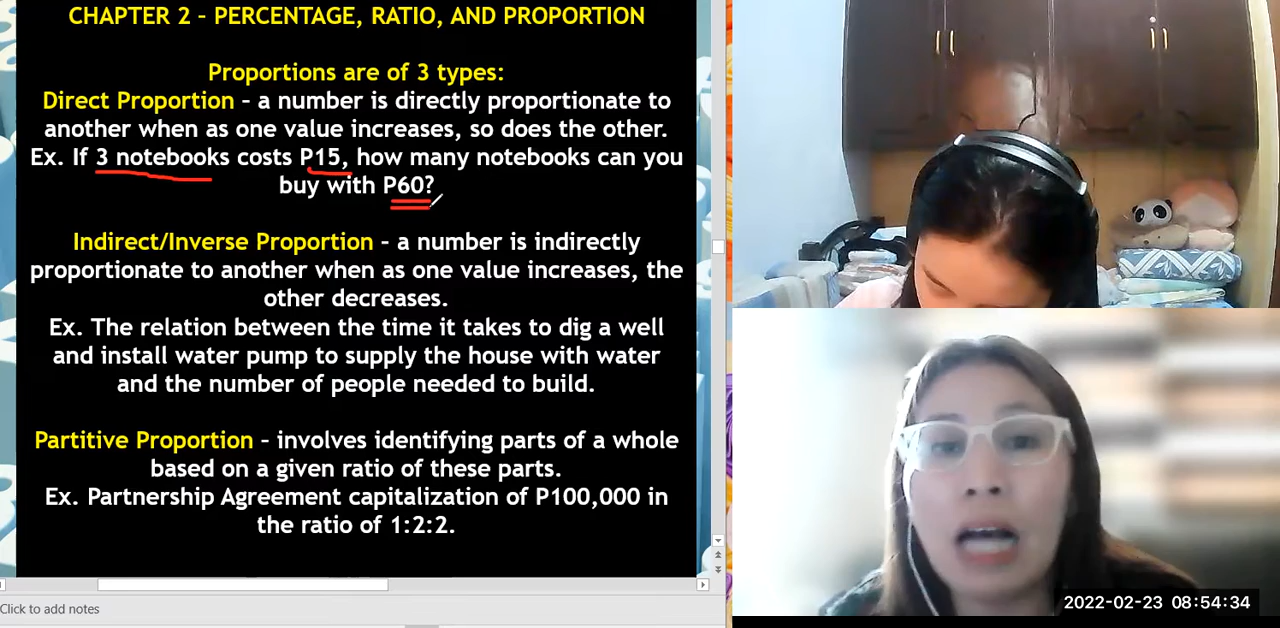 CHAPTER 2 – PERCENTAGE, RATIO, AND PROPORTION
Proportions are of 3 types:
Direct Proportion – a number is directly proportionate to
another when as one value increases, so does the other.
Ex. If 3 notebooks costs P15, how many notebooks can you
buy with P60?
Indirect/Inverse Proportion – a number is indirectly
proportionate to another when as one value increases, the
other decreases.
Ex. The relation between the time it takes to dig a well
and install water pump to supply the house with water
and the number of people needed to build.
Partitive Proportion – involves identifying parts of a whole
based on a given ratio of these parts.
Ex. Partnership Agreement capitalization of P100,000 in
the ratio of 1:2:2.
Click to add notes
2022-02-23 08:54:34